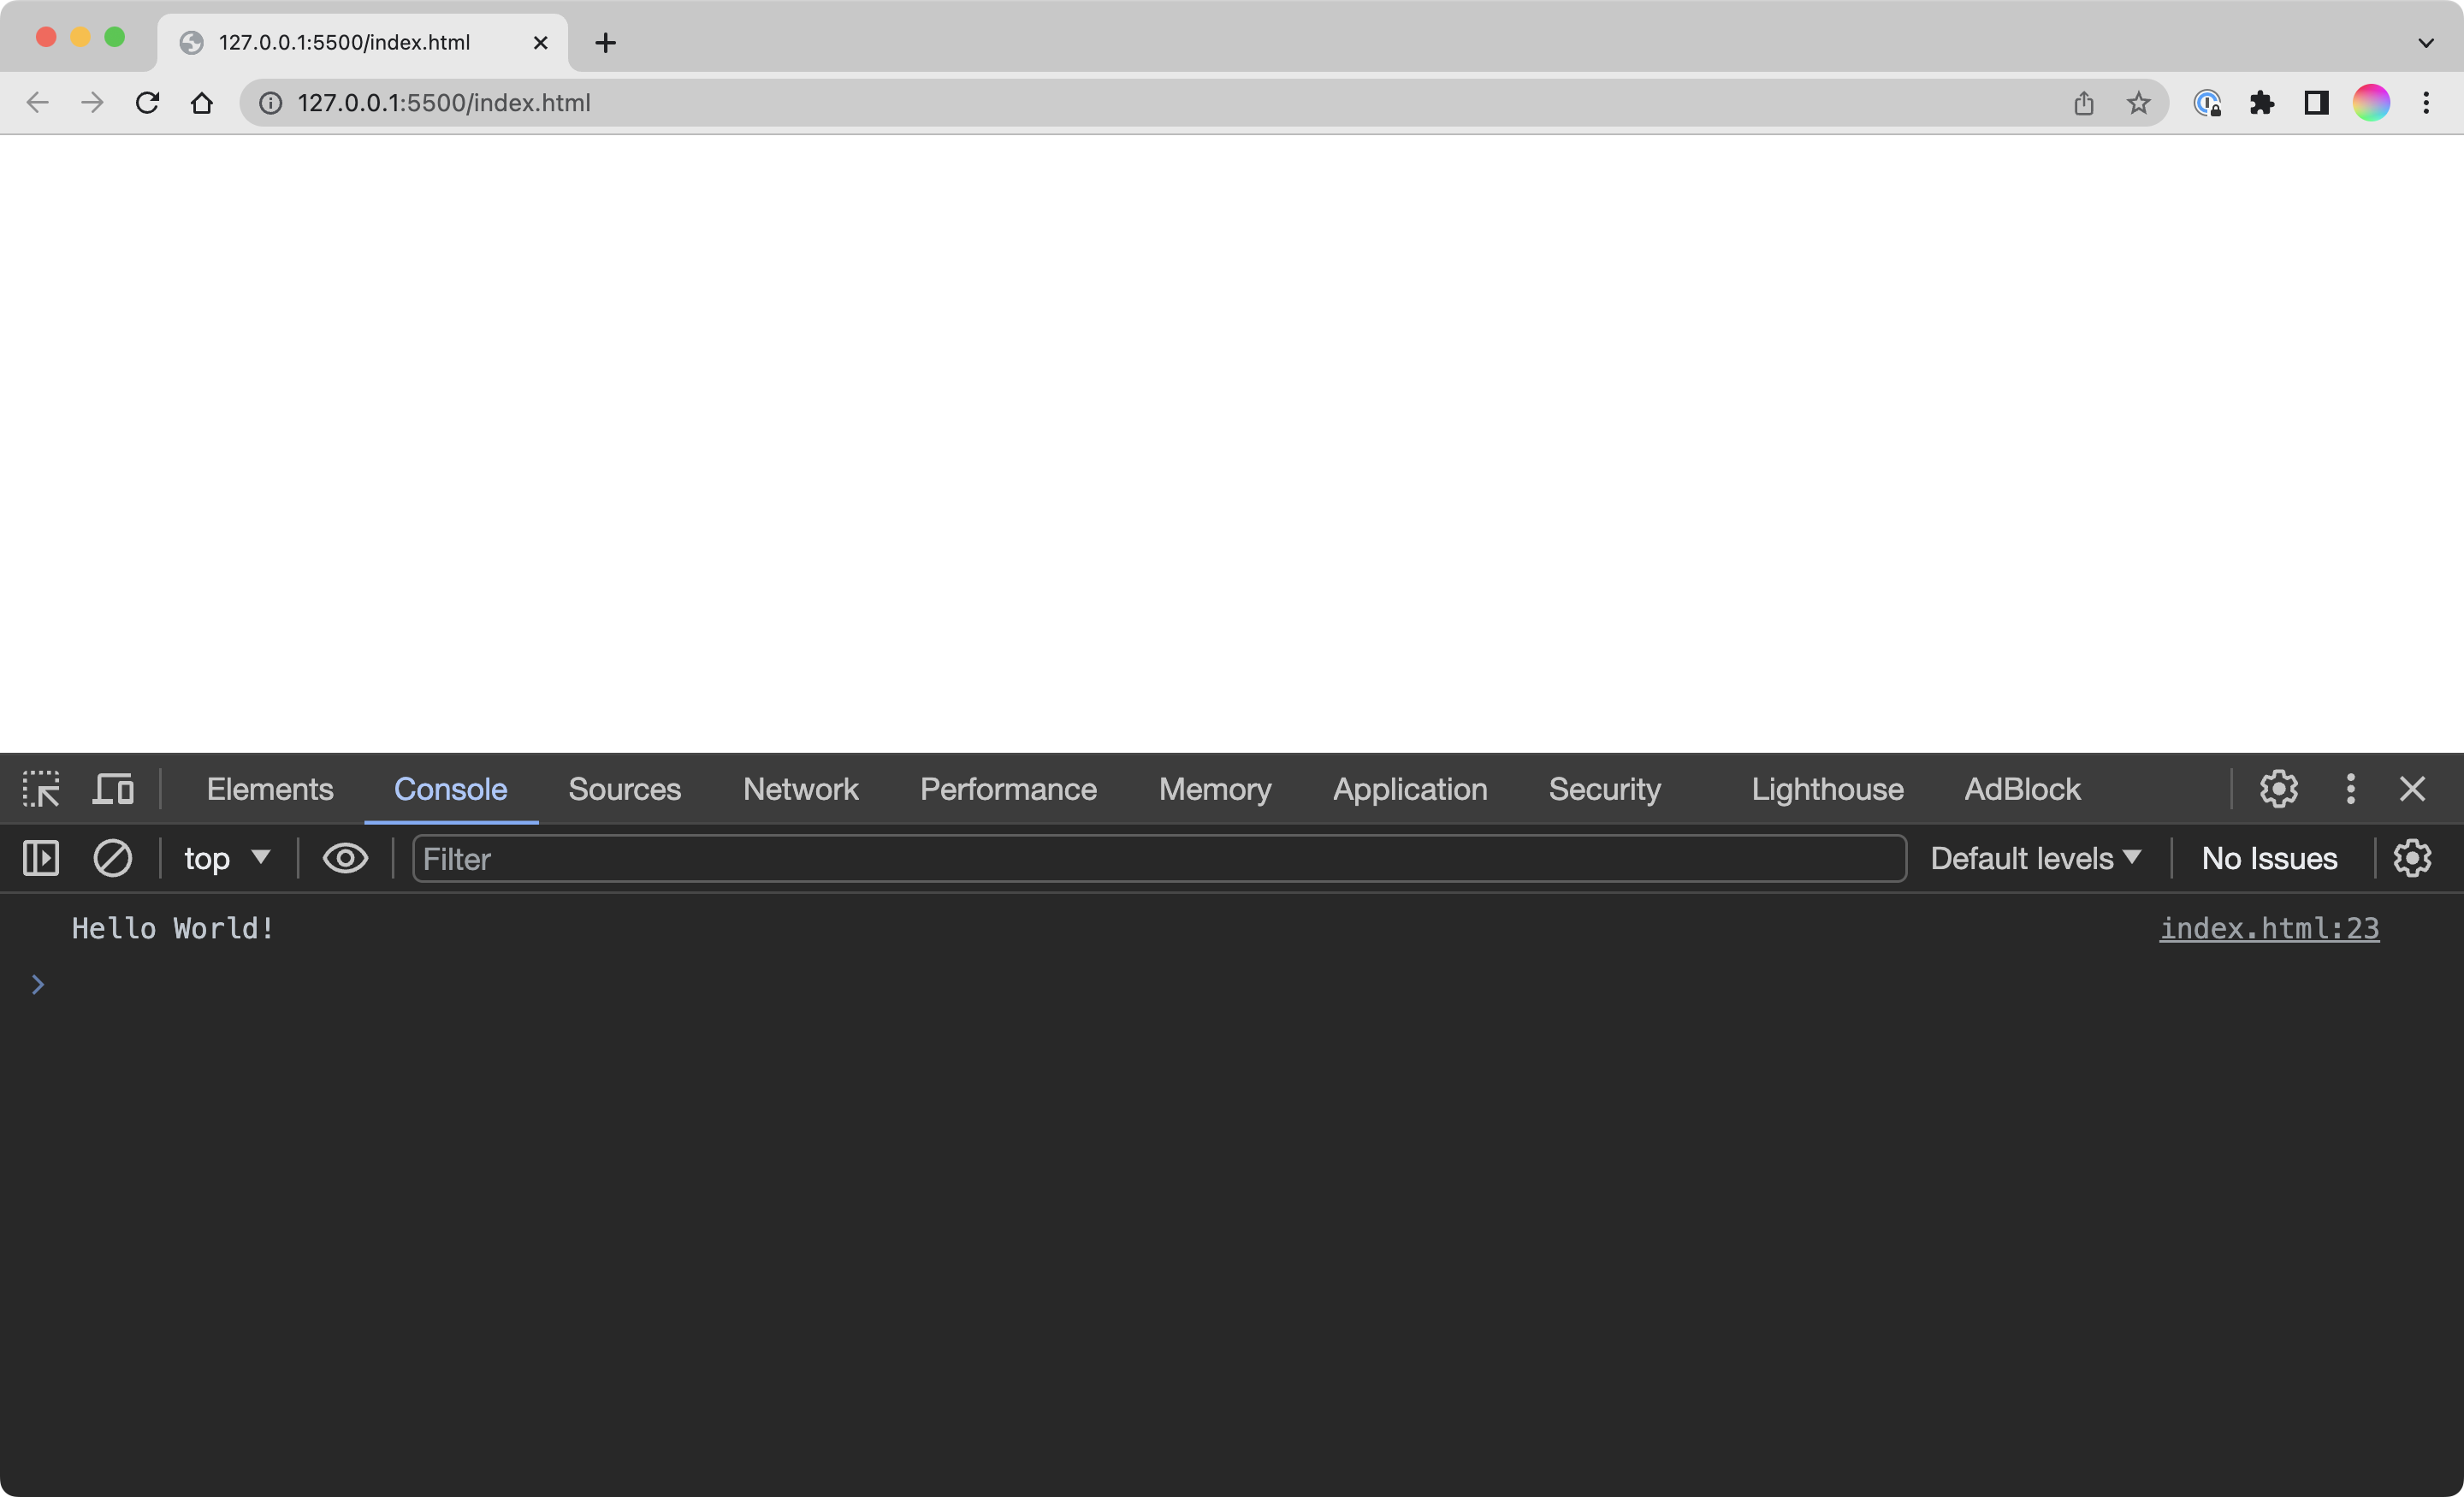 127.0.0.1:5500/index.html
127.0.0.1:5500/index.html
Elements Console Sources Network Performance Memory Application Security Lighthouse AdBlock
top Filter Default levels No Issues
Hello World! index.html:23